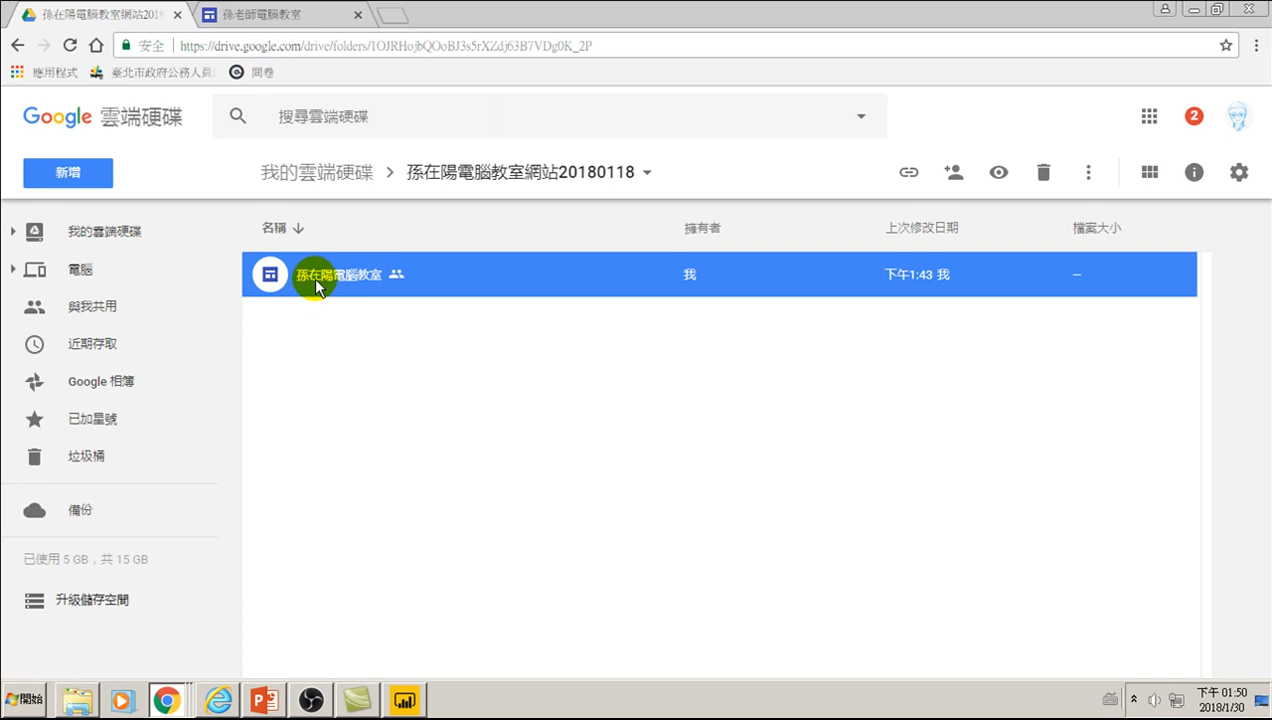 孫在陽電腦教室網站2018
孫老師電腦教室
安全 https://drive.google.com/drive/folders/1OJRHojbQOoBJ3s5rXZdj63B7VDg0K_2P
應用程式 臺北市政府公務人員 問卷
Google 雲端硬碟 搜尋雲端硬碟 2
新增 我的雲端硬碟 孫在陽電腦教室網站20180118
我的雲端硬碟
電腦
與我共用
近期存取
Google 相簿
已加星號
垃圾桶
備份
已使用 5 GB，共 15 GB
升級儲存空間
名稱 擁有者 上次修改日期 檔案大小
孫在陽電腦教室 我 下午1:43 我 —
開始 下午 01:50
2018/1/30